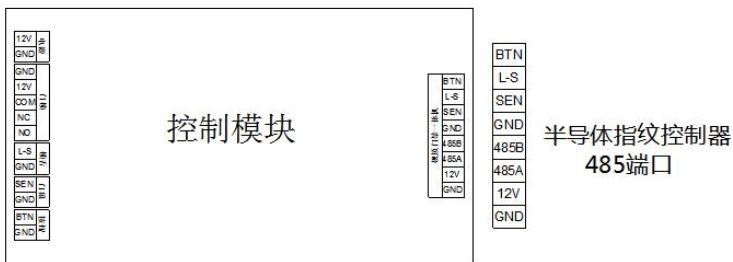 12V
GND
GND
12V
COM
NC
NO
L-S
GND
SEN
GND
BTN
GND
控制模块
BTN
L-S
SEN
GND
485B
485A
12V
GND
BTN
L-S
SEN
GND
485B
485A
12V
GND
半导体指纹控制器
485端口